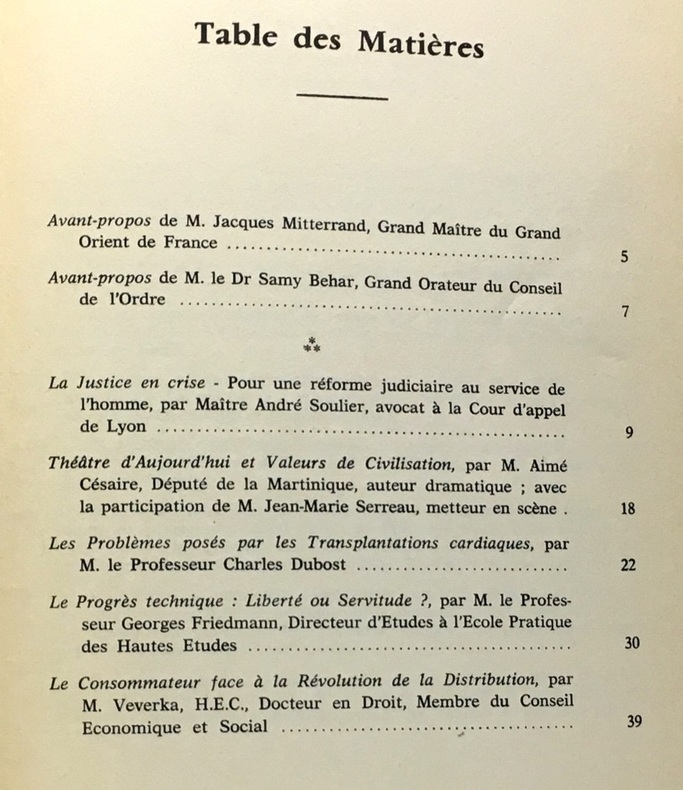 Table des Matières
Avant-propos de M. Jacques Mitterrand, Grand Maître du Grand
Orient de France ........................................ 5
Avant-propos de M. le Dr Samy Behar, Grand Orateur du Conseil
de l'Ordre ........................................ 7
La Justice en crise - Pour une réforme judiciaire au service de
l'homme, par Maître André Soulier, avocat à la Cour d'appel
de Lyon ........................................ 9
Théâtre d'Aujourd'hui et Valeurs de Civilisation, par M. Aimé
Césaire, Député de la Martinique, auteur dramatique ; avec
la participation de M. Jean-Marie Serreau, metteur en scène . 18
Les Problèmes posés par les Transplantations cardiaques, par
M. le Professeur Charles Dubost ........................... 22
Le Progrès technique : Liberté ou Servitude ?, par M. le Profes-
seur Georges Friedmann, Directeur d'Etudes à l'Ecole Pratique
des Hautes Etudes ........................................ 30
Le Consommateur face à la Révolution de la Distribution, par
M. Veverka, H.E.C., Docteur en Droit, Membre du Conseil
Economique et Social ........................................ 39